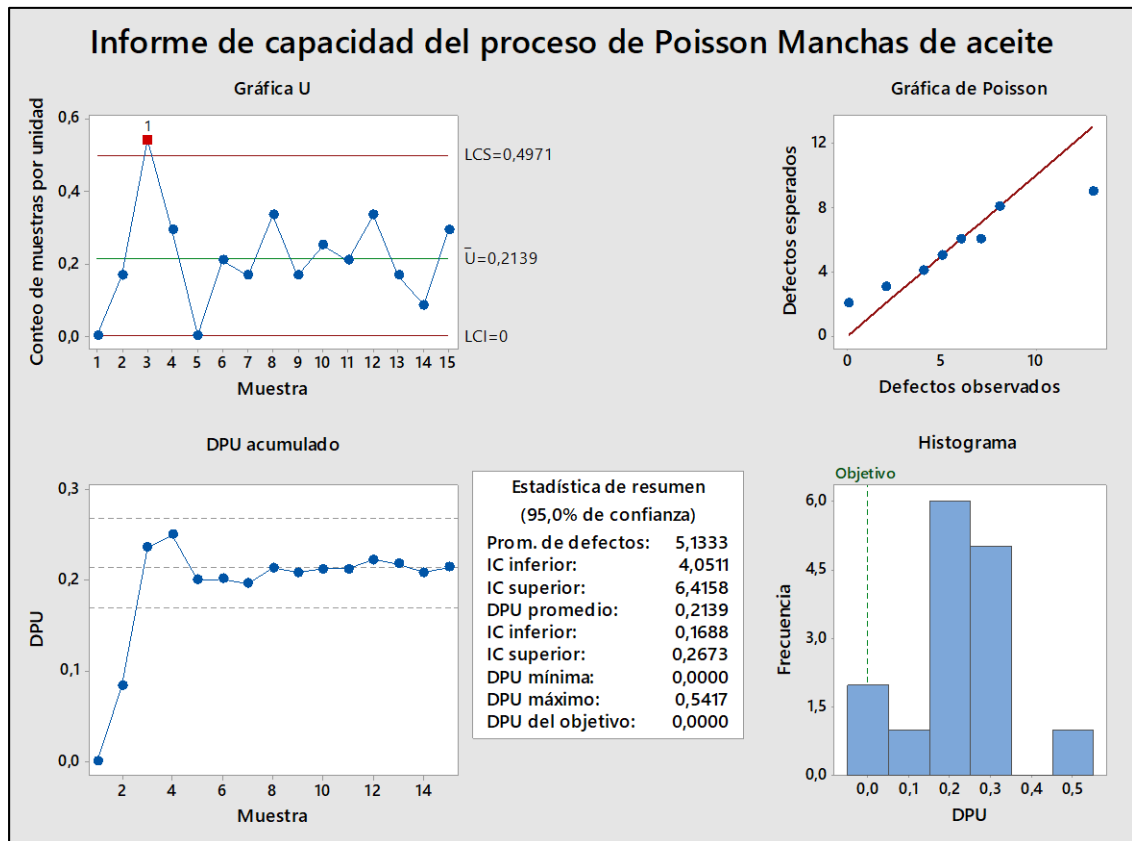 Informe de capacidad del proceso de Poisson Manchas de aceite
Gráfica U
Conteo de muestras por unidad
0,6
0,4
0,2
0,0
1
LCS=0,4971
U̅=0,2139
LCI=0
1 2 3 4 5 6 7 8 9 10 11 12 13 14 15
Muestra
Gráfica de Poisson
Defectos esperados
12
8
4
0
0 5 10
Defectos observados
DPU acumulado
DPU
0,3
0,2
0,1
0,0
2 4 6 8 10 12 14
Muestra
Estadística de resumen
(95,0% de confianza)
Prom. de defectos: 5,1333
IC inferior: 4,0511
IC superior: 6,4158
DPU promedio: 0,2139
IC inferior: 0,1688
IC superior: 0,2673
DPU mínima: 0,0000
DPU máximo: 0,5417
DPU del objetivo: 0,0000
Histograma
Objetivo
Frecuencia
6,0
4,5
3,0
1,5
0,0
0,0 0,1 0,2 0,3 0,4 0,5
DPU